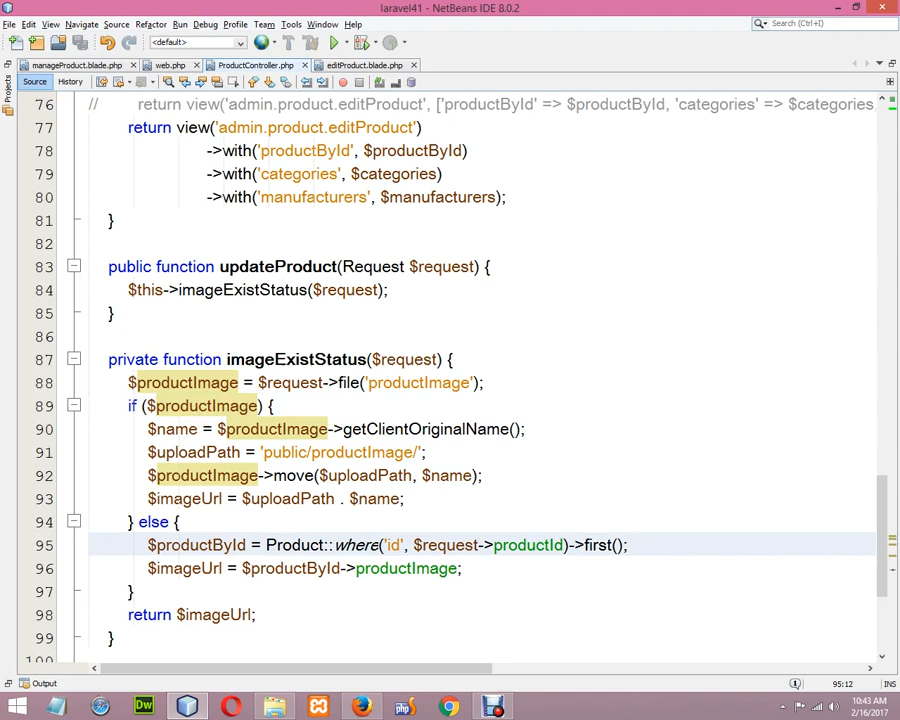 laravel41 - NetBeans IDE 8.0.2
File Edit View Navigate Source Refactor Run Debug Profile Team Tools Window Help
Search (Ctrl+I)
<default>
manageProduct.blade.php web.php ProductController.php editProduct.blade.php
Source History
Projects
76 // return view('admin.product.editProduct', ['productById' => $productById, 'categories' => $categories,
77 return view('admin.product.editProduct')
78 ->with('productById', $productById)
79 ->with('categories', $categories)
80 ->with('manufacturers', $manufacturers);
81 }
82
83 public function updateProduct(Request $request) {
84 $this->imageExistStatus($request);
85 }
86
87 private function imageExistStatus($request) {
88 $productImage = $request->file('productImage');
89 if ($productImage) {
90 $name = $productImage->getClientOriginalName();
91 $uploadPath = 'public/productImage/';
92 $productImage->move($uploadPath, $name);
93 $imageUrl = $uploadPath . $name;
94 } else {
95 $productById = Product::where('id', $request->productId)->first();
96 $imageUrl = $productById->productImage;
97 }
98 return $imageUrl;
99 }
100
Output
95:12 INS
Dw
php
10:43 AM
2/16/2017